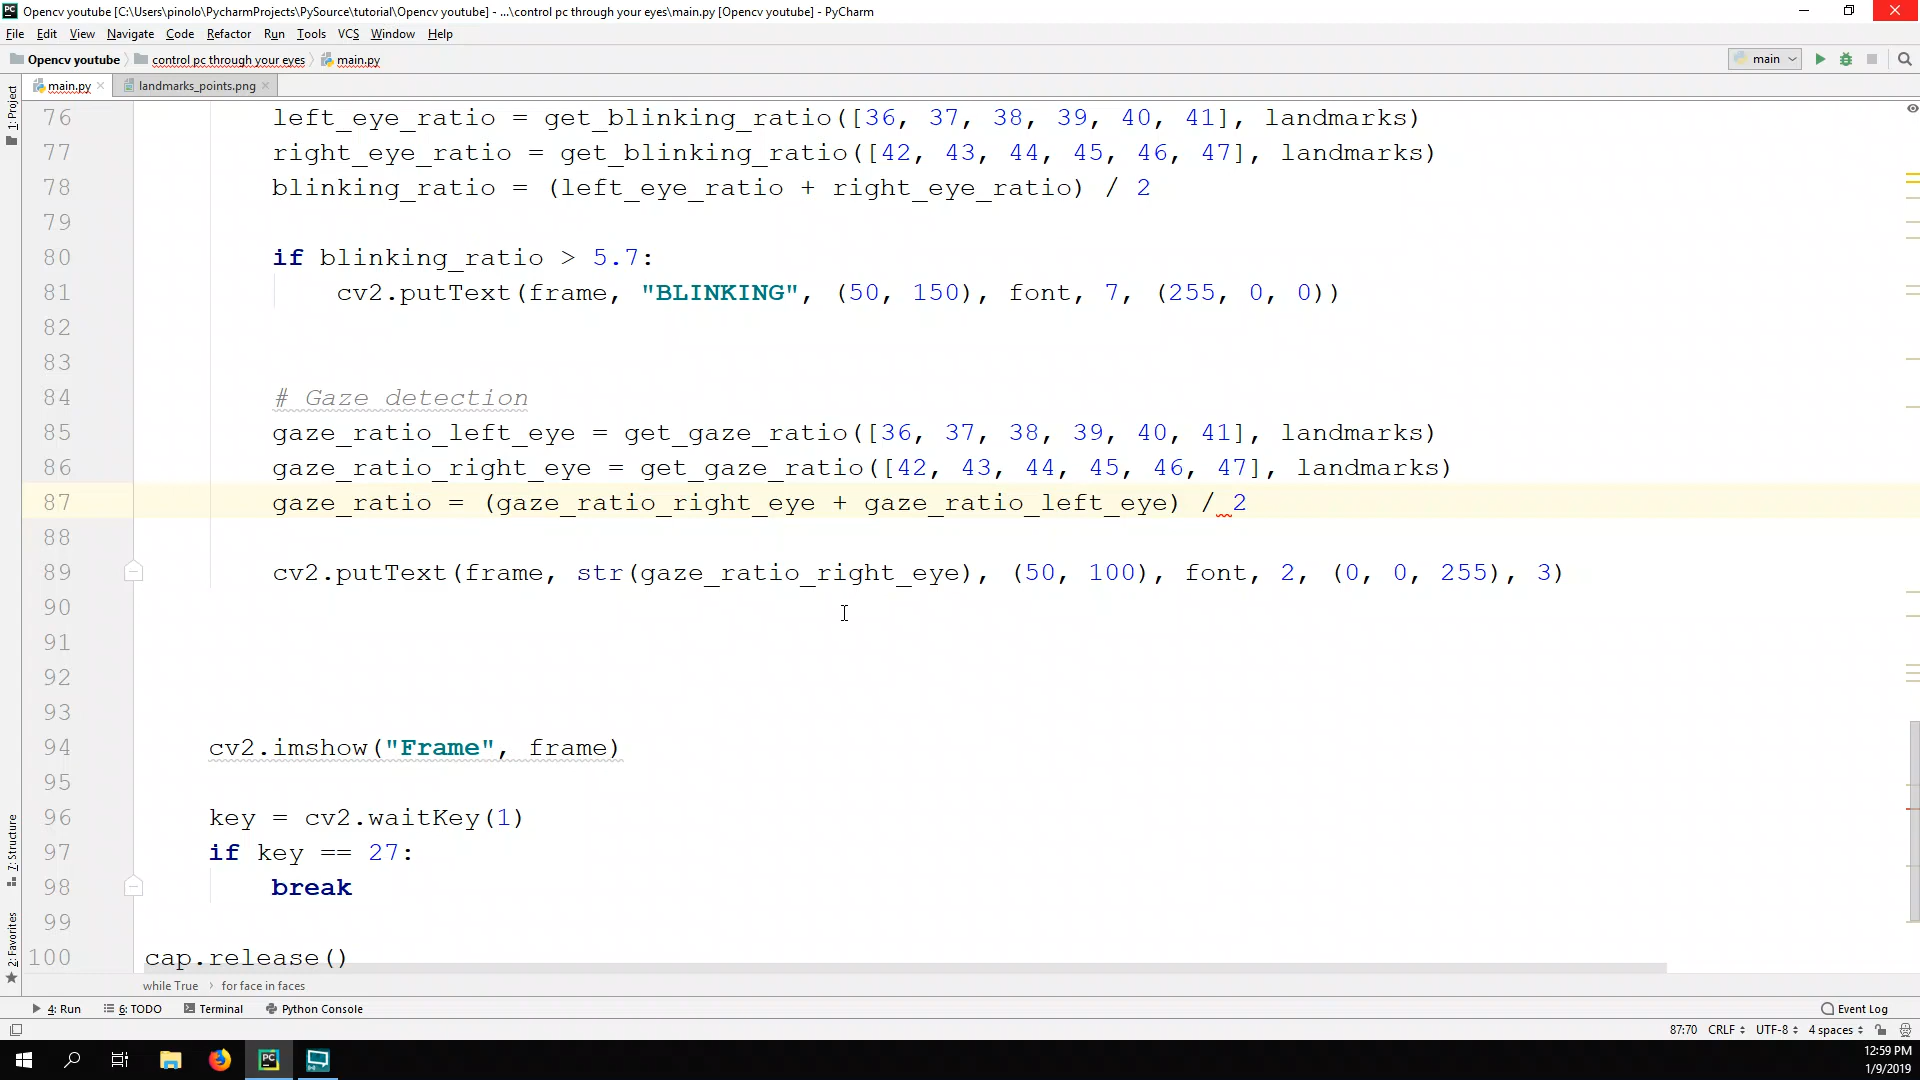 Opencv youtube [C:\Users\pinolo\PycharmProjects\PySource\tutorial\Opencv youtube] - ...\control pc through your eyes\main.py [Opencv youtube] - PyCharm
File Edit View Navigate Code Refactor Run Tools VCS Window Help
Opencv youtube control pc through your eyes main.py main
main.py landmarks_points.png
1: Project
7: Structure
2: Favorites
76 left_eye_ratio = get_blinking_ratio([36, 37, 38, 39, 40, 41], landmarks)
77 right_eye_ratio = get_blinking_ratio([42, 43, 44, 45, 46, 47], landmarks)
78 blinking_ratio = (left_eye_ratio + right_eye_ratio) / 2
79
80 if blinking_ratio > 5.7:
81 cv2.putText(frame, "BLINKING", (50, 150), font, 7, (255, 0, 0))
82
83
84 # Gaze detection
85 gaze_ratio_left_eye = get_gaze_ratio([36, 37, 38, 39, 40, 41], landmarks)
86 gaze_ratio_right_eye = get_gaze_ratio([42, 43, 44, 45, 46, 47], landmarks)
87 gaze_ratio = (gaze_ratio_right_eye + gaze_ratio_left_eye) / 2
88
89 cv2.putText(frame, str(gaze_ratio_right_eye), (50, 100), font, 2, (0, 0, 255), 3)
90
91
92
93
94 cv2.imshow("Frame", frame)
95
96 key = cv2.waitKey(1)
97 if key == 27:
98 break
99
100 cap.release()
while True for face in faces
4: Run 6: TODO Terminal Python Console Event Log
87:70 CRLF UTF-8 4 spaces
PC
12:59 PM
1/9/2019